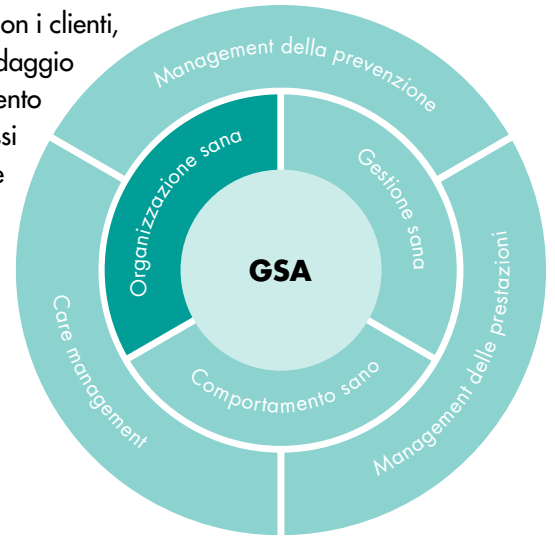 on i clienti,
daggio
ento
ssi
e
Management della prevenzione
Organizzazione sana
Gestione sana
GSA
Comportamento sano
Care management
Management delle prestazioni